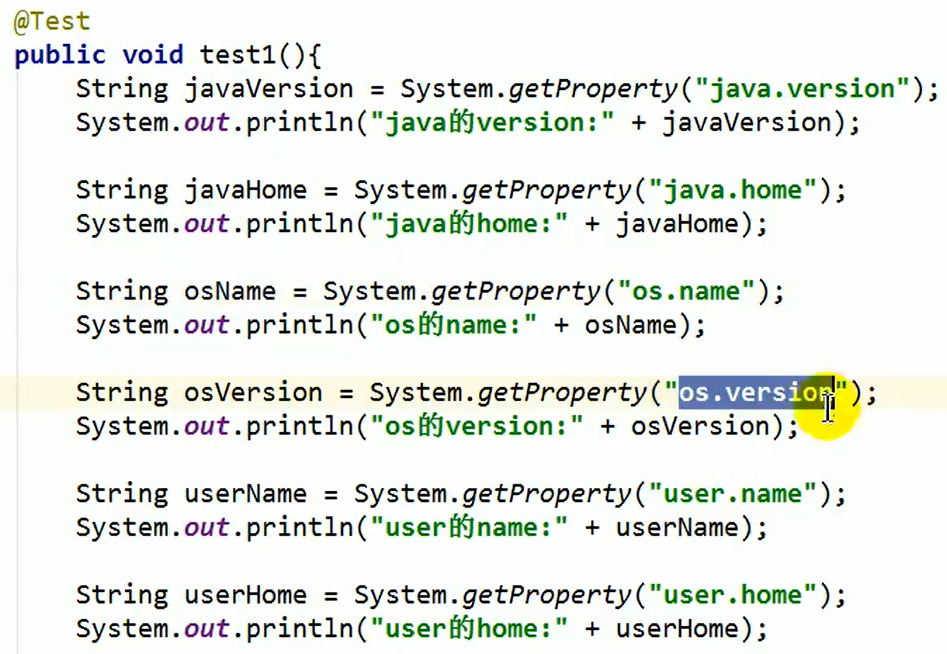 @Test
public void test1(){
String javaVersion = System.getProperty("java.version");
System.out.println("java的version:" + javaVersion);
String javaHome = System.getProperty("java.home");
System.out.println("java的home:" + javaHome);
String osName = System.getProperty("os.name");
System.out.println("os的name:" + osName);
String osVersion = System.getProperty("os.version");
System.out.println("os的version:" + osVersion);
String userName = System.getProperty("user.name");
System.out.println("user的name:" + userName);
String userHome = System.getProperty("user.home");
System.out.println("user的home:" + userHome);